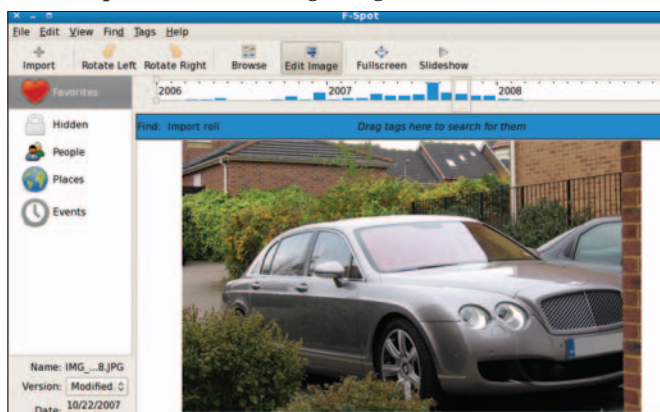 F-Spot
File Edit View Find Tags Help
Import Rotate Left Rotate Right Browse Edit Image Fullscreen Slideshow
Favorites
2006 2007 2008
Find: Import roll Drag tags here to search for them
Hidden
People
Places
Events
Name: IMG_...8.JPG
Version: Modified
Date: 10/22/2007